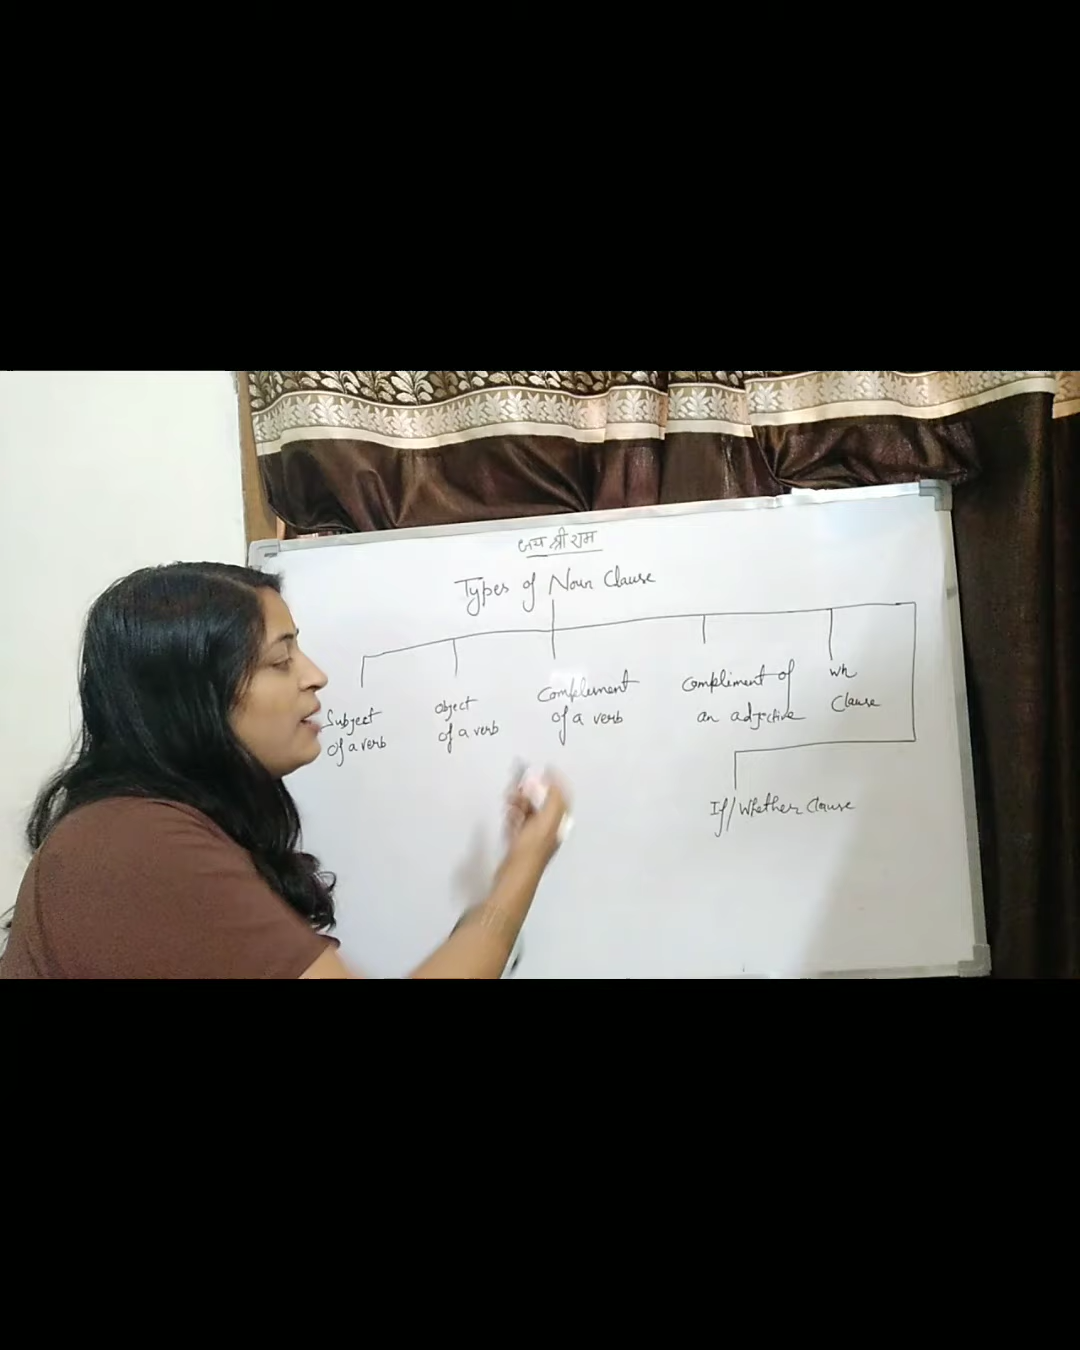 जय श्री राम
Types of Noun Clause
Subject
of a verb
object
of a verb
Complement
of a verb
Compliment of
an adjective
Wh
Clause
If/Whether Clause